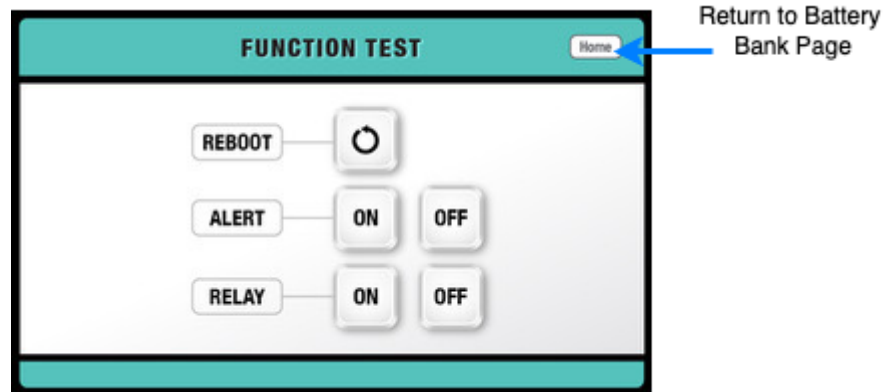 Return to Battery
Bank Page
FUNCTION TEST
Home
REBOOT
ALERT ON OFF
RELAY ON OFF